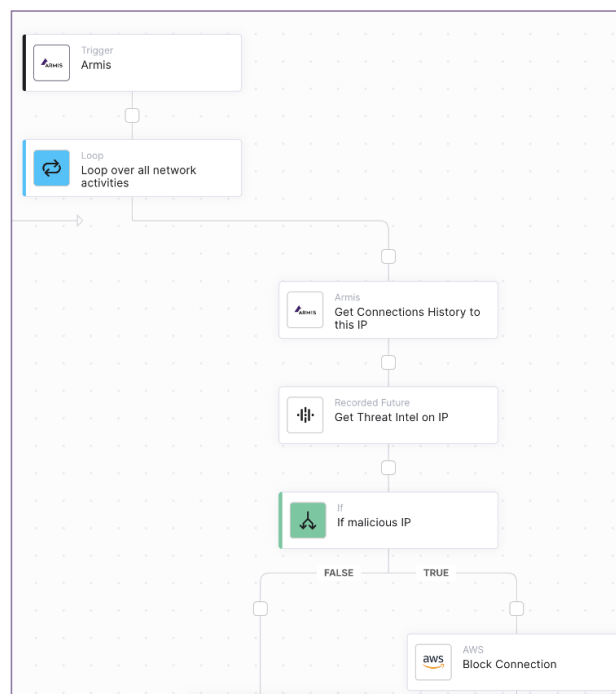 Trigger
ARMIS
Armis
Loop
Loop over all network
activities
Armis
ARMIS
Get Connections History to
this IP
Recorded Future
Get Threat Intel on IP
If
If malicious IP
FALSE
TRUE
AWS
aws
Block Connection